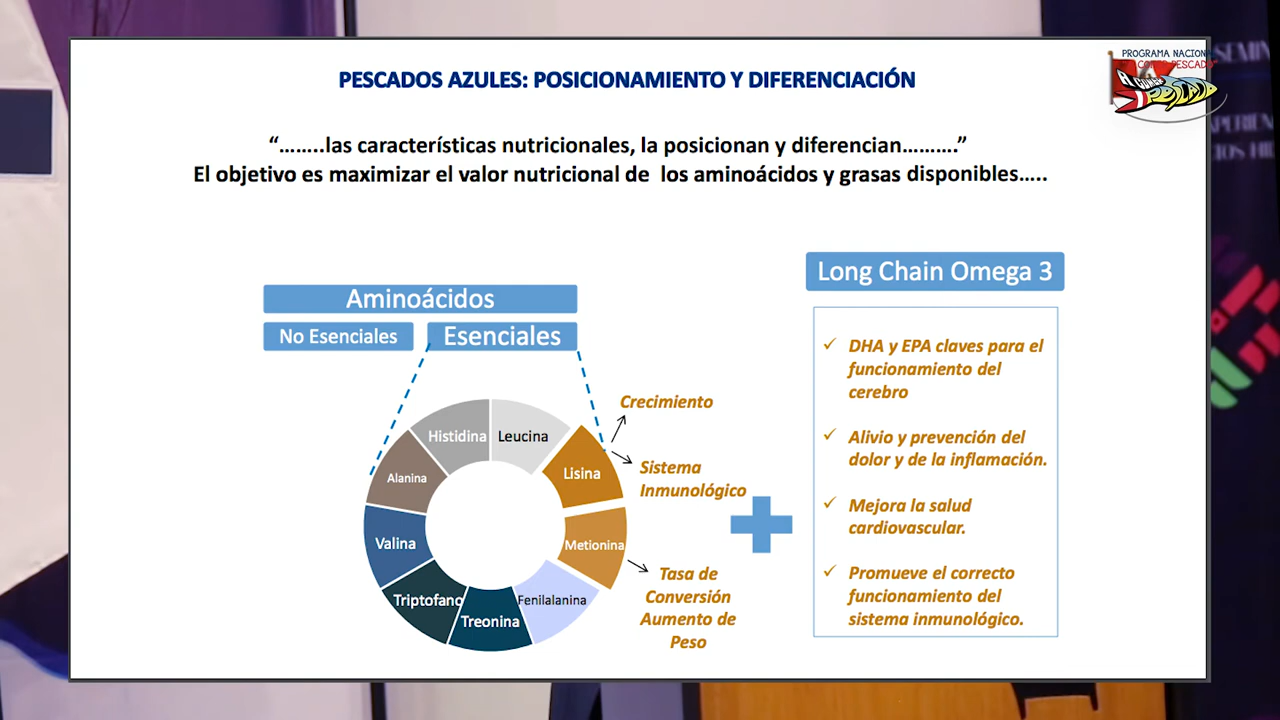 PROGRAMA NACIONAL
"A COMER PESCADO"
A COMER
PESCADO
PESCADOS AZULES: POSICIONAMIENTO Y DIFERENCIACIÓN
“……..las características nutricionales, la posicionan y diferencian……….”
El objetivo es maximizar el valor nutricional de los aminoácidos y grasas disponibles…..
Aminoácidos
No Esenciales
Esenciales
Histidina
Leucina
Alanina
Lisina
Valina
Metionina
Triptofano
Fenilalanina
Treonina
Crecimiento
Sistema
Inmunológico
Tasa de
Conversión
Aumento de
Peso
Long Chain Omega 3
✓ DHA y EPA claves para el
funcionamiento del
cerebro
✓ Alivio y prevención del
dolor y de la inflamación.
✓ Mejora la salud
cardiovascular.
✓ Promueve el correcto
funcionamiento del
sistema inmunológico.